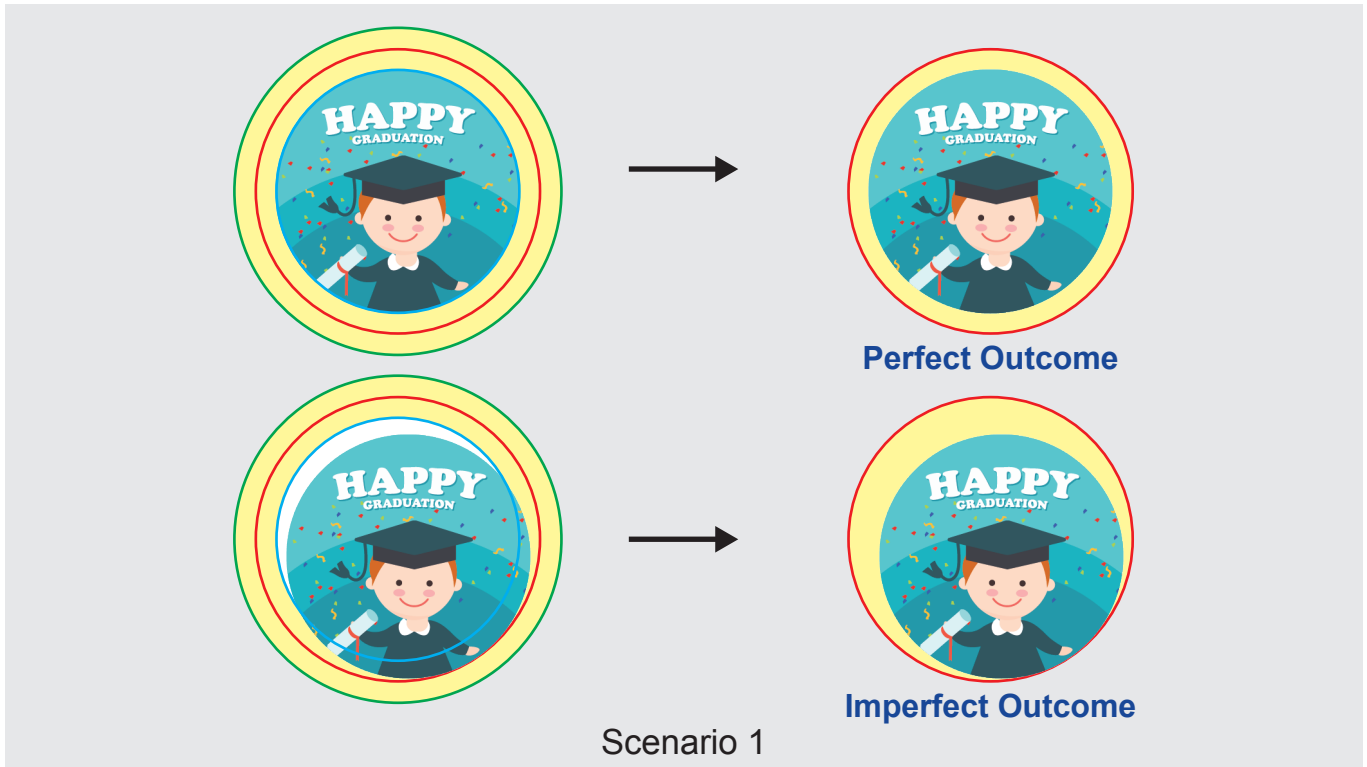 HAPPY
GRADUATION
HAPPY
GRADUATION
Perfect Outcome
HAPPY
GRADUATION
HAPPY
GRADUATION
Imperfect Outcome
Scenario 1